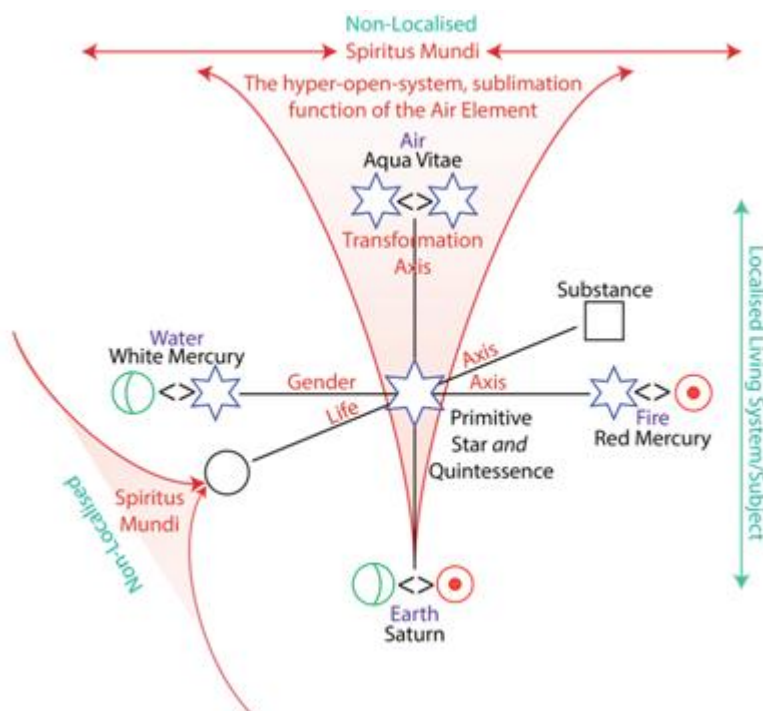 Non-Localised
Spiritus Mundi
The hyper-open-system, sublimation
function of the Air Element
Air
Aqua Vitae
<>
Transformation
Axis
Substance
Water
White Mercury
<>
Gender
Axis
Axis
<>
Life
Primitive
Star and
Quintessence
Fire
Red Mercury
Spiritus
Mundi
Non-Localised
<>
Earth
Saturn
Localised Living System/Subject